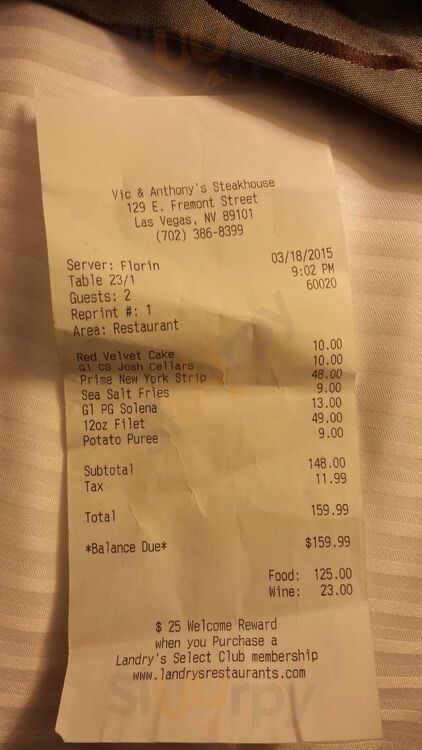 Vic & Anthony's Steakhouse
129 E. Fremont Street
Las Vegas, NV 89101
(702) 386-8399
Server: Florin 03/18/2015
Table 23/1 9:02 PM
Guests: 2 60020
Reprint #: 1
Area: Restaurant
Red Velvet Cake 10.00
Gl CS Josh Cellars 10.00
Prime New York Strip 48.00
Sea Salt Fries 9.00
Gl PG Solena 13.00
12oz Filet 49.00
Potato Puree 9.00
Subtotal 148.00
Tax 11.99
Total 159.99
*Balance Due* $159.99
Food: 125.00
Wine: 23.00
$ 25 Welcome Reward
when you Purchase a
Landry's Select Club membership
www.landrysrestaurants.com